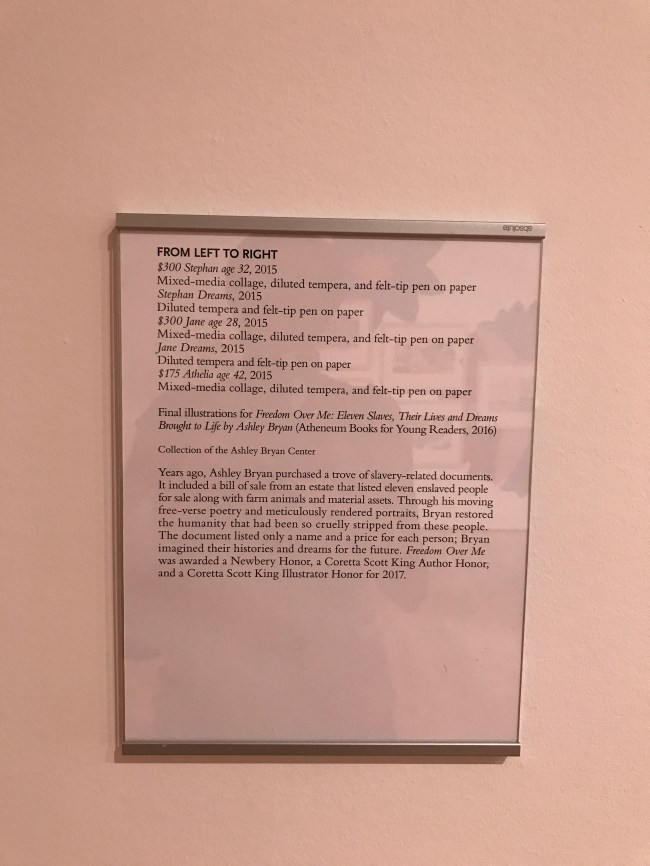 FROM LEFT TO RIGHT
$300 Stephan age 32, 2015
Mixed-media collage, diluted tempera, and felt-tip pen on paper
Stephan Dreams, 2015
Diluted tempera and felt-tip pen on paper
$300 Jane age 28, 2015
Mixed-media collage, diluted tempera, and felt-tip pen on paper
Jane Dreams, 2015
Diluted tempera and felt-tip pen on paper
$175 Athelia age 42, 2015
Mixed-media collage, diluted tempera, and felt-tip pen on paper
Final illustrations for Freedom Over Me: Eleven Slaves, Their Lives and Dreams
Brought to Life by Ashley Bryan (Atheneum Books for Young Readers, 2016)
Collection of the Ashley Bryan Center
Years ago, Ashley Bryan purchased a trove of slavery-related documents.
It included a bill of sale from an estate that listed eleven enslaved people
for sale along with farm animals and material assets. Through his moving
free-verse poetry and meticulously rendered portraits, Bryan restored
the humanity that had been so cruelly stripped from these people.
The document listed only a name and a price for each person; Bryan
imagined their histories and dreams for the future. Freedom Over Me
was awarded a Newbery Honor, a Coretta Scott King Author Honor,
and a Coretta Scott King Illustrator Honor for 2017.